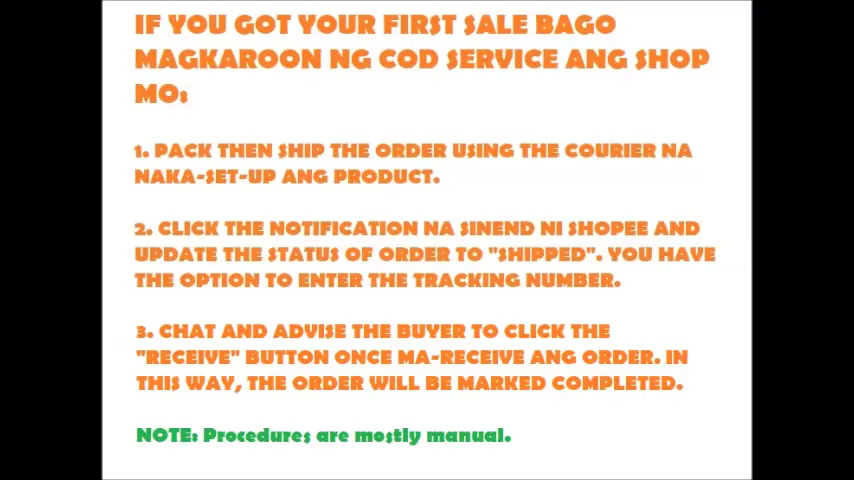 IF YOU GOT YOUR FIRST SALE BAGO
MAGKAROON NG COD SERVICE ANG SHOP
MO:
1. PACK THEN SHIP THE ORDER USING THE COURIER NA
NAKA-SET-UP ANG PRODUCT.
2. CLICK THE NOTIFICATION NA SINEND NI SHOPEE AND
UPDATE THE STATUS OF ORDER TO "SHIPPED". YOU HAVE
THE OPTION TO ENTER THE TRACKING NUMBER.
3. CHAT AND ADVISE THE BUYER TO CLICK THE
"RECEIVE" BUTTON ONCE MA-RECEIVE ANG ORDER. IN
THIS WAY, THE ORDER WILL BE MARKED COMPLETED.
NOTE: Procedures are mostly manual.